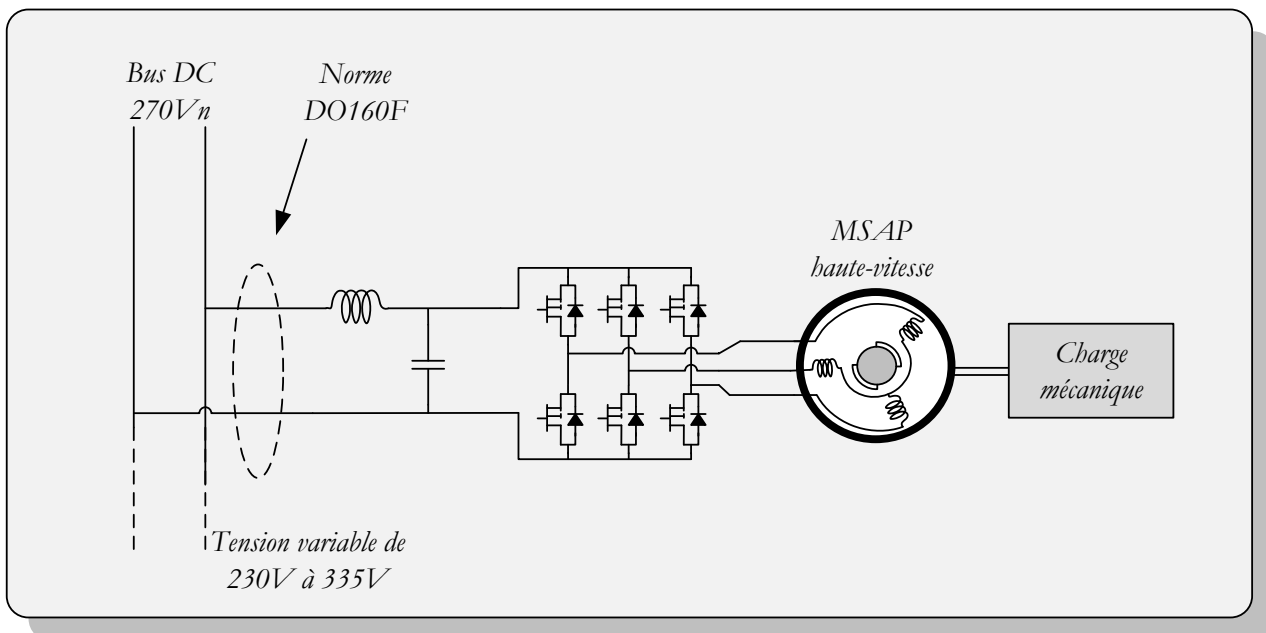 Bus DC
270Vn
Norme
DO160F
MSAP
haute-vitesse
Charge
mécanique
Tension variable de
230V à 335V